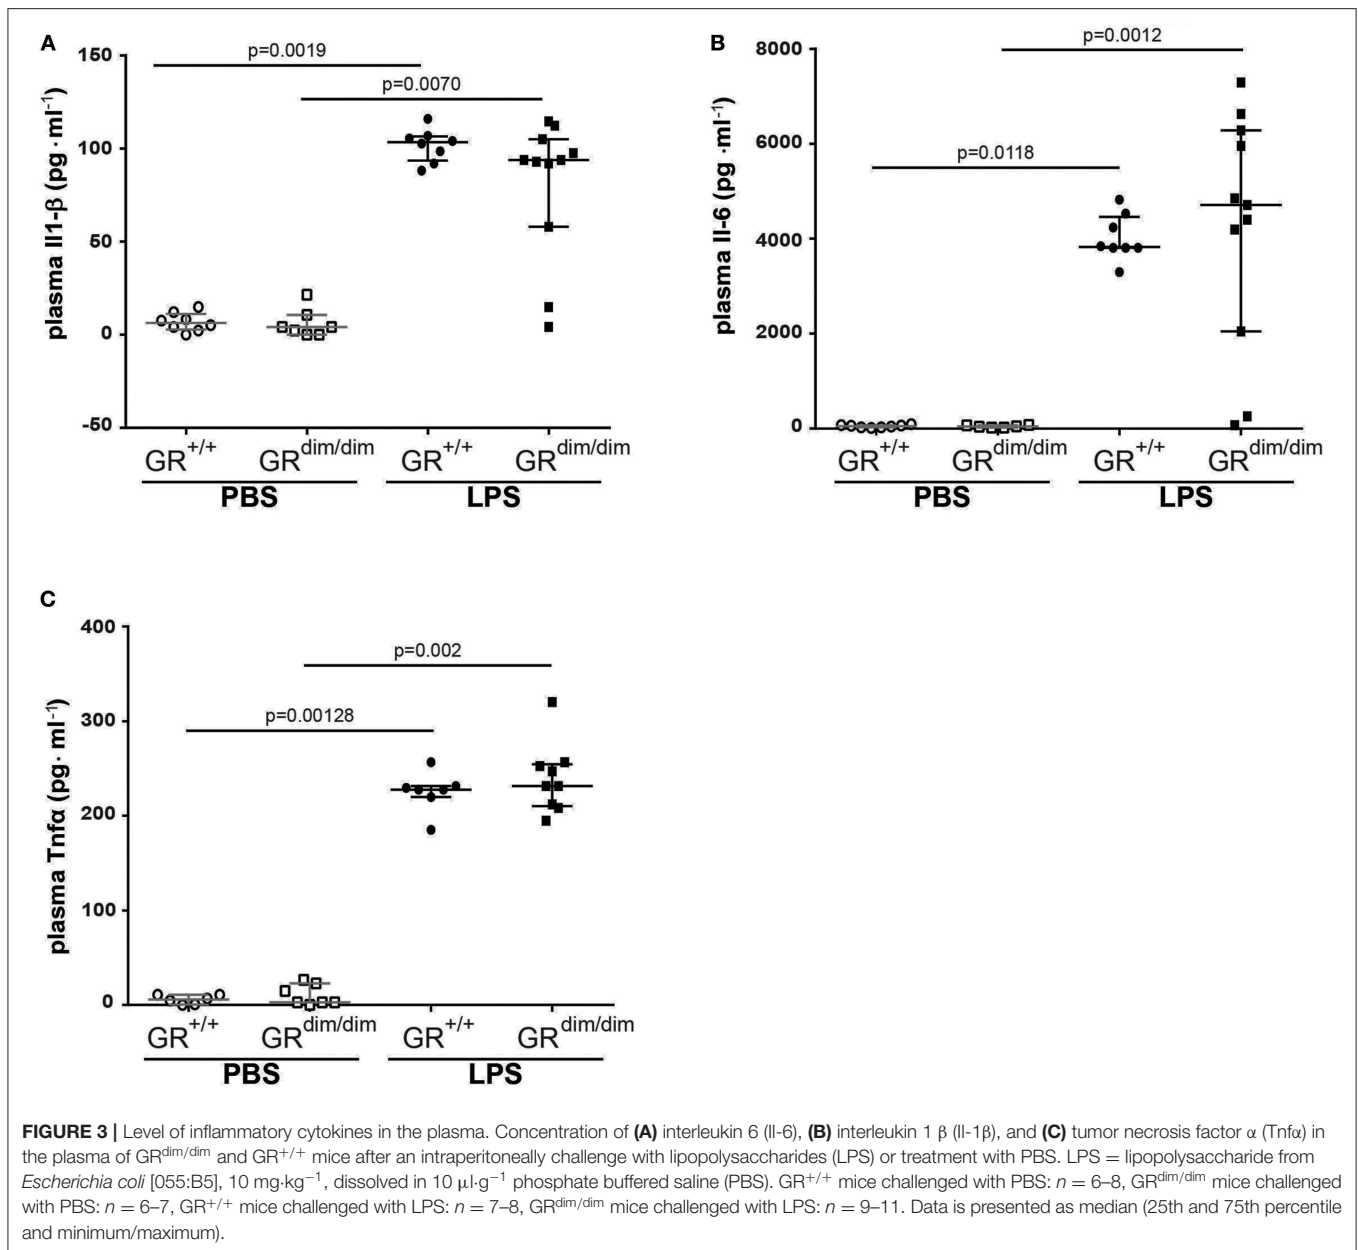 A
plasma Il1-β (pg ·ml⁻¹)
150
100
50
0
-50
p=0.0019
p=0.0070
GR+/+ GRdim/dim GR+/+ GRdim/dim
PBS LPS
B
plasma Il-6 (pg ·ml⁻¹)
8000
6000
4000
2000
0
p=0.0012
p=0.0118
GR+/+ GRdim/dim GR+/+ GRdim/dim
PBS LPS
C
plasma Tnfα (pg· ml⁻¹)
400
300
200
100
0
p=0.002
p=0.00128
GR+/+ GRdim/dim GR+/+ GRdim/dim
PBS LPS
FIGURE 3 | Level of inflammatory cytokines in the plasma. Concentration of (A) interleukin 6 (Il-6), (B) interleukin 1 β (Il-1β), and (C) tumor necrosis factor α (Tnfα) in
the plasma of GRdim/dim and GR+/+ mice after an intraperitoneally challenge with lipopolysaccharides (LPS) or treatment with PBS. LPS = lipopolysaccharide from
Escherichia coli [055:B5], 10 mg·kg⁻¹, dissolved in 10 μl·g⁻¹ phosphate buffered saline (PBS). GR+/+ mice challenged with PBS: n = 6–8, GRdim/dim mice challenged
with PBS: n = 6–7, GR+/+ mice challenged with LPS: n = 7–8, GRdim/dim mice challenged with LPS: n = 9–11. Data is presented as median (25th and 75th percentile
and minimum/maximum).